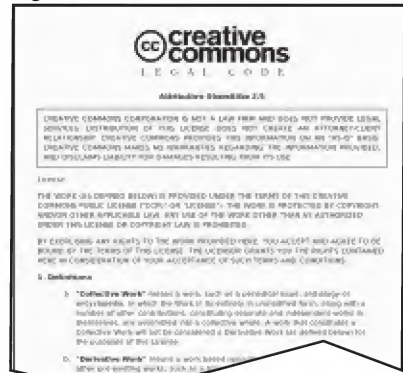 cc creative
commons
LEGAL CODE
Attribution-ShareAlike 2.5
CREATIVE COMMONS CORPORATION IS NOT A LAW FIRM AND DOES NOT PROVIDE LEGAL
SERVICES. DISTRIBUTION OF THIS LICENSE DOES NOT CREATE AN ATTORNEY-CLIENT
RELATIONSHIP. CREATIVE COMMONS PROVIDES THIS INFORMATION ON AN "AS-IS" BASIS.
CREATIVE COMMONS MAKES NO WARRANTIES REGARDING THE INFORMATION PROVIDED,
AND DISCLAIMS LIABILITY FOR DAMAGES RESULTING FROM ITS USE.
License
THE WORK (AS DEFINED BELOW) IS PROVIDED UNDER THE TERMS OF THIS CREATIVE
COMMONS PUBLIC LICENSE ("CCPL" OR "LICENSE"). THE WORK IS PROTECTED BY COPYRIGHT
AND/OR OTHER APPLICABLE LAW. ANY USE OF THE WORK OTHER THAN AS AUTHORIZED
UNDER THIS LICENSE OR COPYRIGHT LAW IS PROHIBITED.
BY EXERCISING ANY RIGHTS TO THE WORK PROVIDED HERE, YOU ACCEPT AND AGREE TO BE
BOUND BY THE TERMS OF THIS LICENSE. THE LICENSOR GRANTS YOU THE RIGHTS CONTAINED
HERE IN CONSIDERATION OF YOUR ACCEPTANCE OF SUCH TERMS AND CONDITIONS.
1. Definitions
"Collective Work" means a work, such as a periodical issue, anthology or
encyclopedia, in which the Work in its entirety in unmodified form, along with a
number of other contributions, constituting separate and independent works in
themselves, are assembled into a collective whole. A work that constitutes a
Collective Work will not be considered a Derivative Work (as defined below) for
the purposes of this License.
b. "Derivative Work" means a work based upon
other pre-existing works, such as a